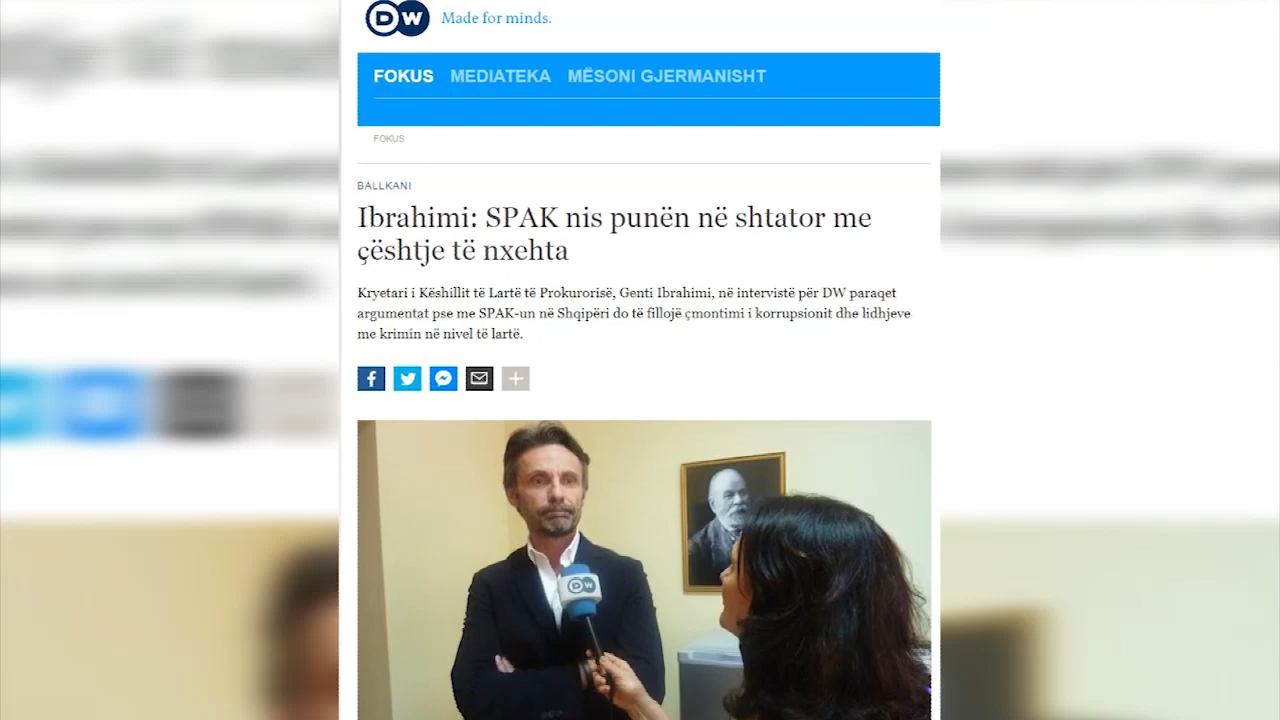 DW Made for minds.
FOKUS MEDIATEKA MËSONI GJERMANISHT
FOKUS
BALLKANI
Ibrahimi: SPAK nis punën në shtator me
çështje të nxehta
Kryetari i Këshillit të Lartë të Prokurorisë, Genti Ibrahimi, në intervistë për DW paraqet
argumentat pse me SPAK-un në Shqipëri do të fillojë çmontimi i korrupsionit dhe lidhjeve
me krimin në nivel të lartë.
DW